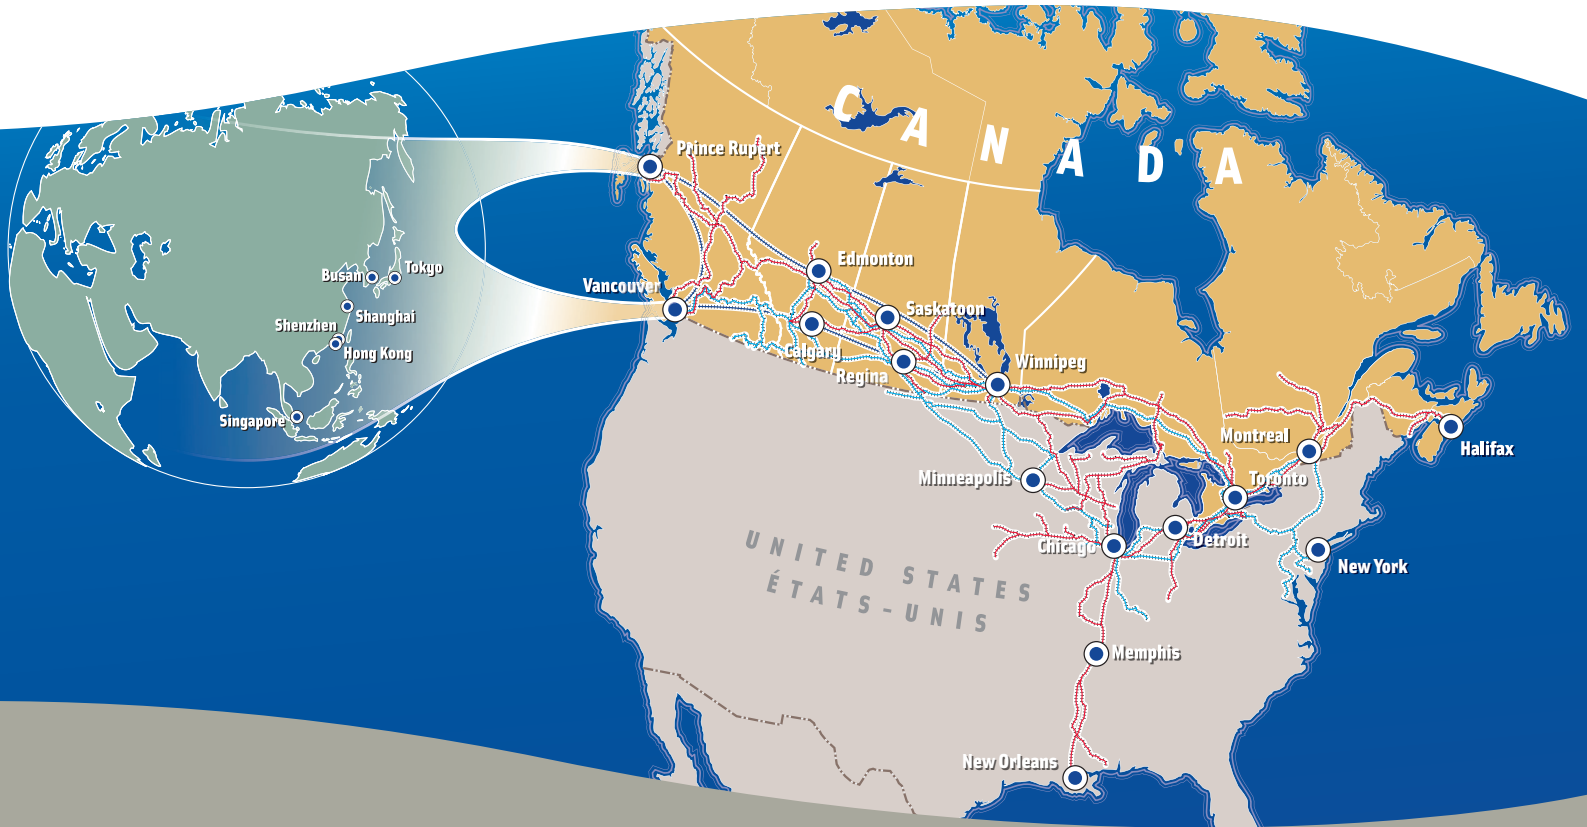 CANADA
Prince Rupert
Edmonton
Vancouver
Saskatoon
Calgary
Regina
Winnipeg
Busan
Tokyo
Shanghai
Shenzhen
Hong Kong
Singapore
Montreal
Halifax
Toronto
Minneapolis
Chicago
Detroit
New York
UNITED STATES
ÉTATS-UNIS
Memphis
New Orleans